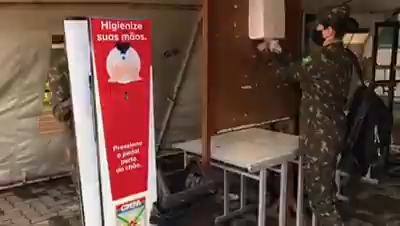 Higienize
suas mãos.
Pressione
o pedal
perto
do chão.